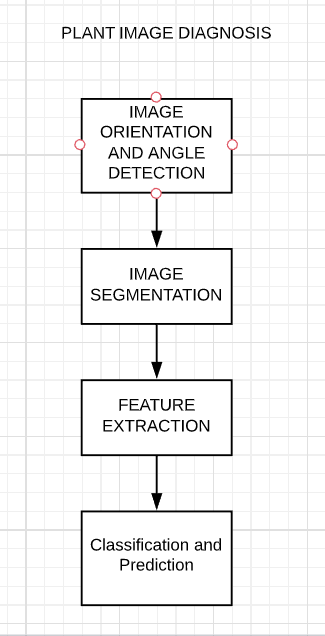 PLANT IMAGE DIAGNOSIS
IMAGE
ORIENTATION
AND ANGLE
DETECTION
IMAGE
SEGMENTATION
FEATURE
EXTRACTION
Classification and
Prediction